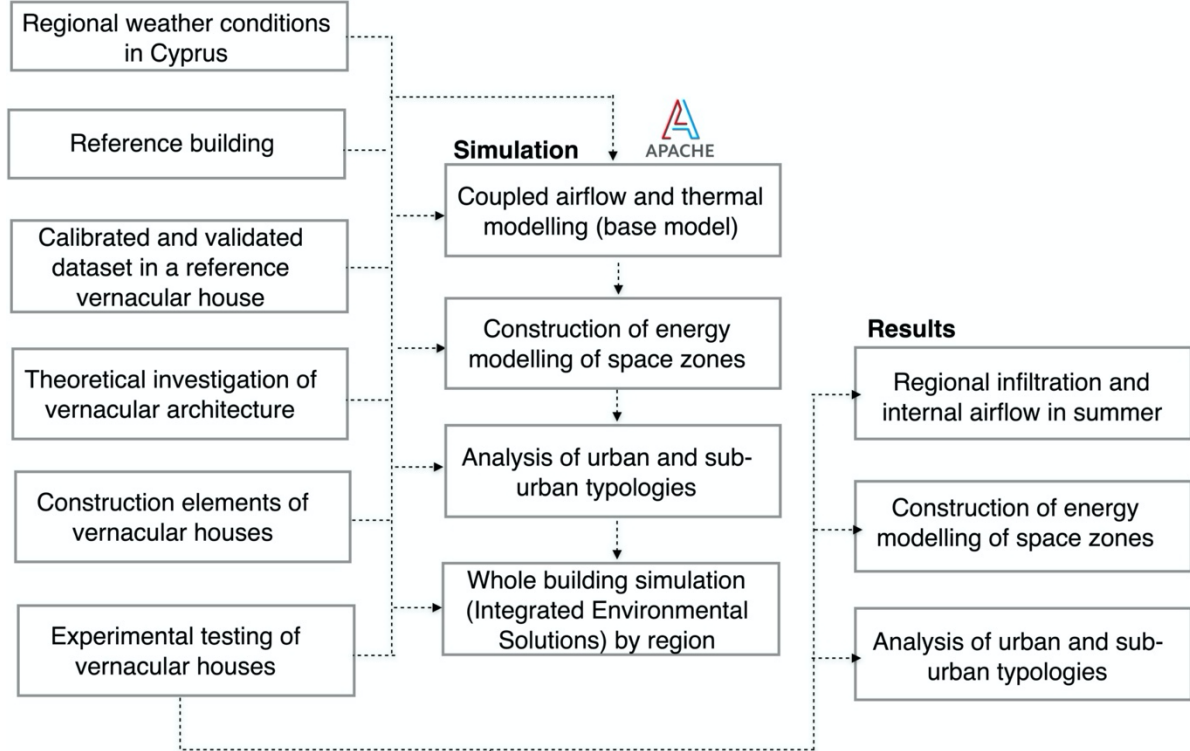 Regional weather conditions
in Cyprus
Reference building
Calibrated and validated
dataset in a reference
vernacular house
Theoretical investigation of
vernacular architecture
Construction elements of
vernacular houses
Experimental testing of
vernacular houses
APACHE
Simulation
Coupled airflow and thermal
modelling (base model)
Construction of energy
modelling of space zones
Analysis of urban and sub-
urban typologies
Whole building simulation
(Integrated Environmental
Solutions) by region
Results
Regional infiltration and
internal airflow in summer
Construction of energy
modelling of space zones
Analysis of urban and sub-
urban typologies